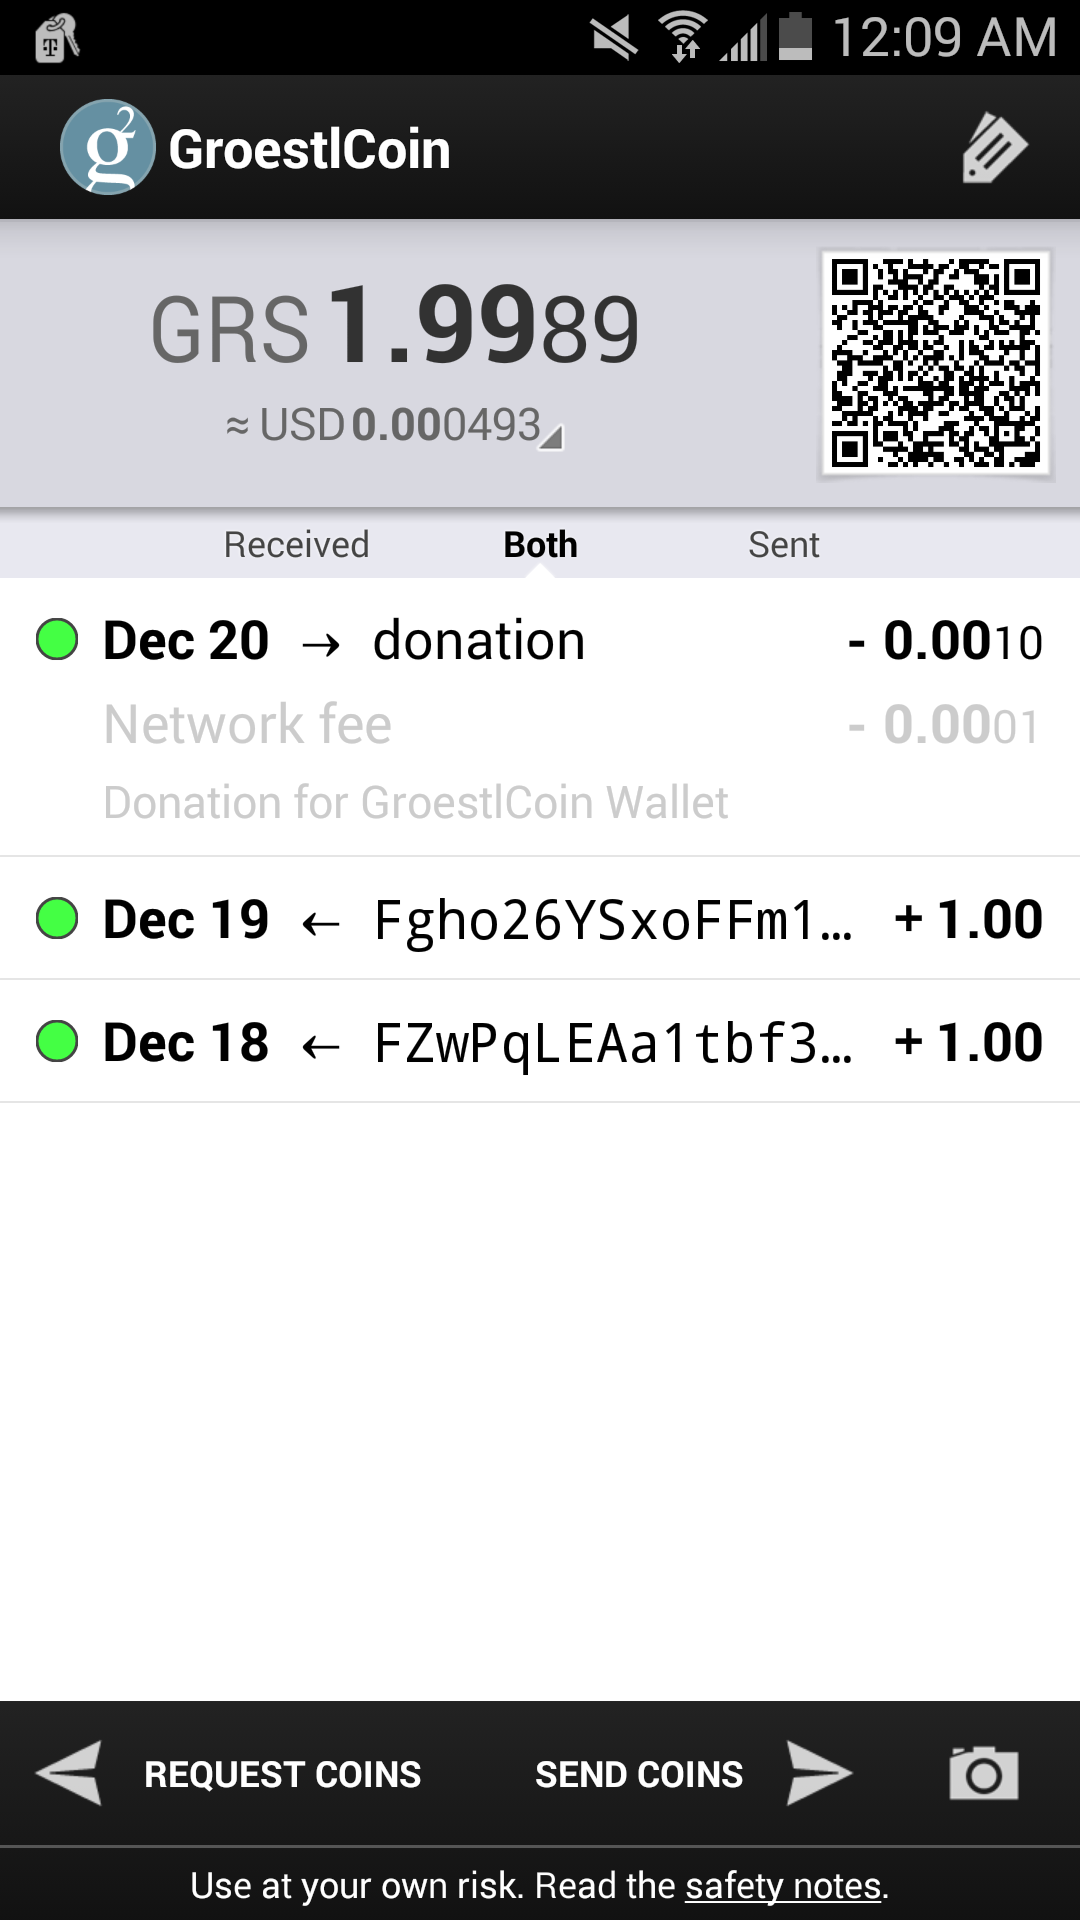 12:09 AM
g2 GroestlCoin
GRS 1.9989
≈ USD 0.000493
Received Both Sent
Dec 20 → donation - 0.0010
Network fee - 0.0001
Donation for GroestlCoin Wallet
Dec 19 ← Fgho26YSxoFFm1… + 1.00
Dec 18 ← FZwPqLEAa1tbf3… + 1.00
REQUEST COINS SEND COINS
Use at your own risk. Read the safety notes.